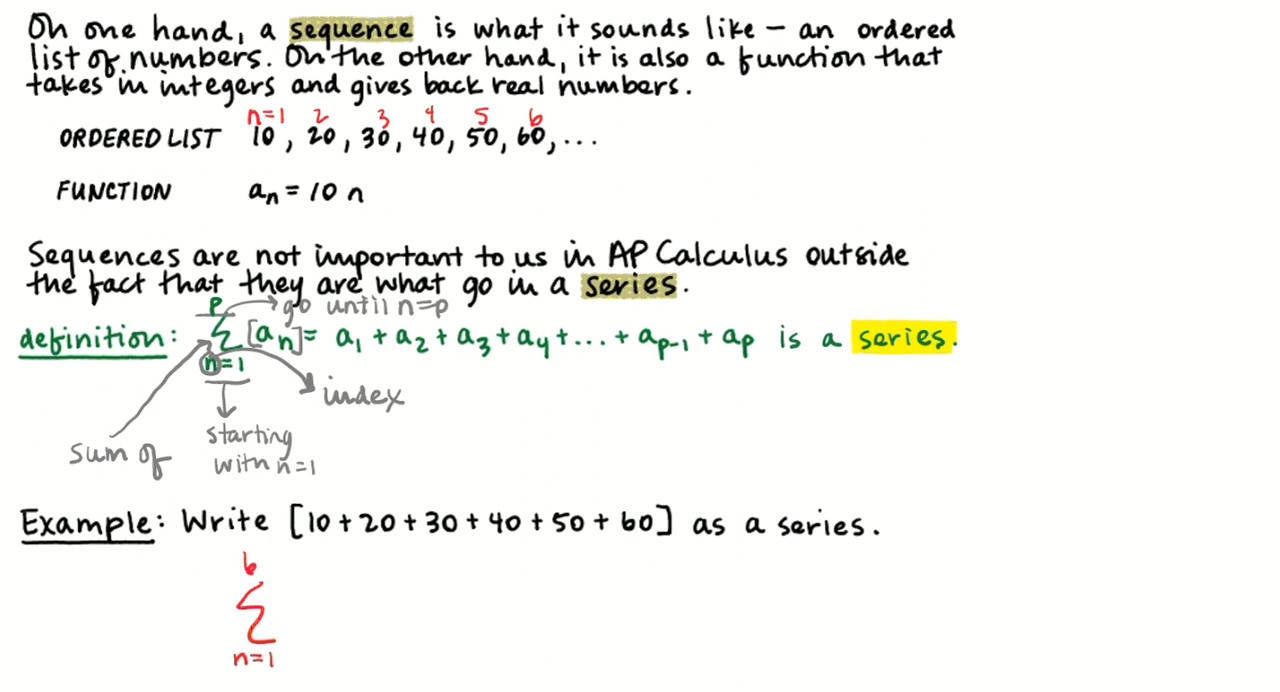 On one hand, a sequence is what it sounds like – an ordered
list of numbers. On the other hand, it is also a function that
takes in integers and gives back real numbers.
n=1 2 3 4 5 6
ORDERED LIST 10, 20, 30, 40, 50, 60, ...
FUNCTION aₙ = 10 n
Sequences are not important to us in AP Calculus outside
the fact that they are what go in a series.
p go until n=p
definition: Σ [aₙ] = a₁ + a₂ + a₃ + a₄ + ... + aₚ₋₁ + aₚ is a series.
n=1
index
sum of
starting
with n=1
Example: Write [10 + 20 + 30 + 40 + 50 + 60] as a series.
6
Σ
n=1